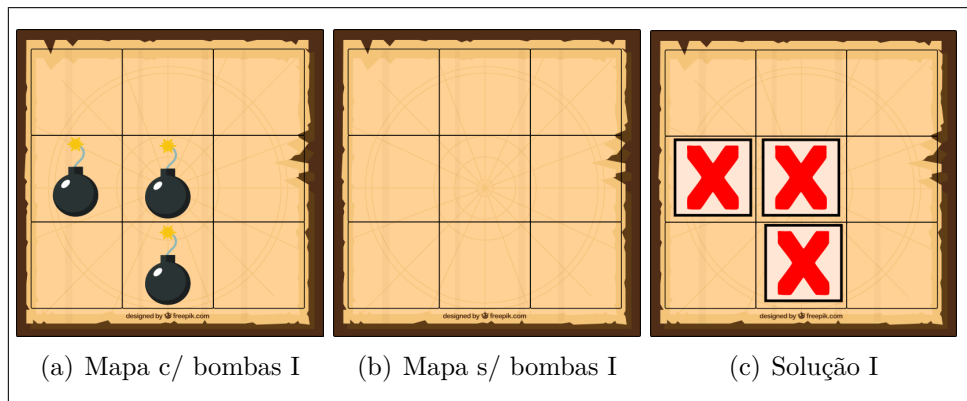 designed by freepik.com
designed by freepik.com
designed by freepik.com
(a) Mapa c/ bombas I
(b) Mapa s/ bombas I
(c) Solução I